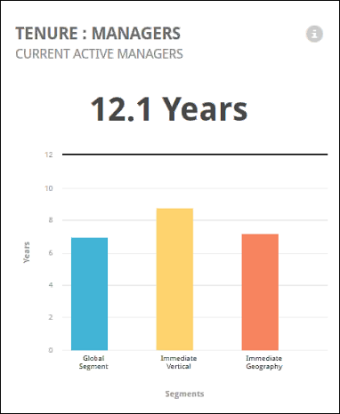 TENURE : MANAGERS
i
CURRENT ACTIVE MANAGERS
12.1 Years
12
10
8
6
4
2
0
Years
Global
Segment
Immediate
Vertical
Immediate
Geography
Segments